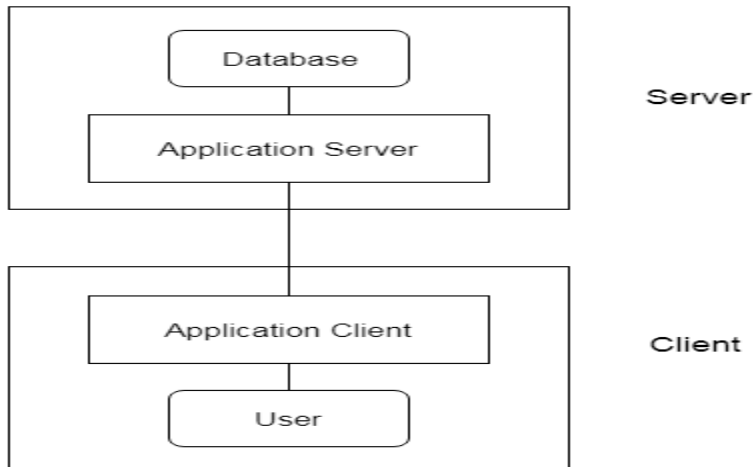 Database
Server
Application Server
Application Client
Client
User